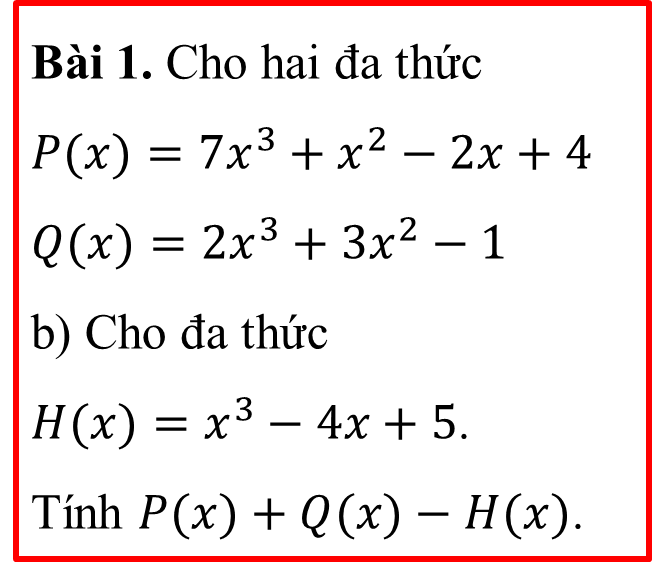 Bài 1. Cho hai đa thức
P(x) = 7x³ + x² − 2x + 4
Q(x) = 2x³ + 3x² − 1
b) Cho đa thức
H(x) = x³ − 4x + 5.
Tính P(x) + Q(x) − H(x).